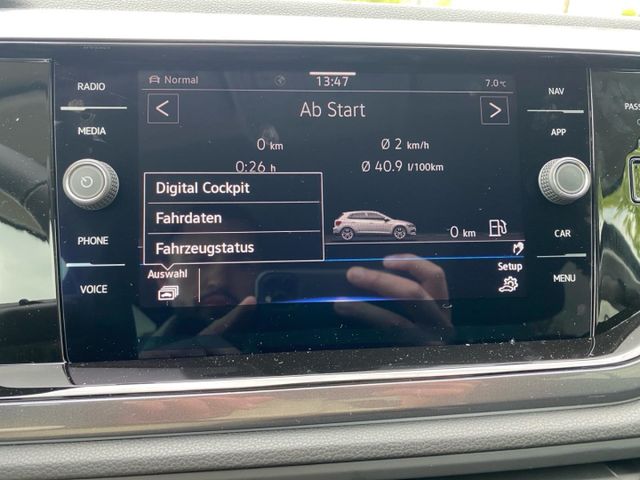 RADIO
MEDIA
PHONE
VOICE
Normal
13:47
7.0 °C
<
Ab Start
>
0 km
Ø 2 km/h
0:26 h
Ø 40.9 l/100km
Digital Cockpit
Fahrdaten
Fahrzeugstatus
0 km
Auswahl
Setup
NAV
APP
CAR
MENU
PASS